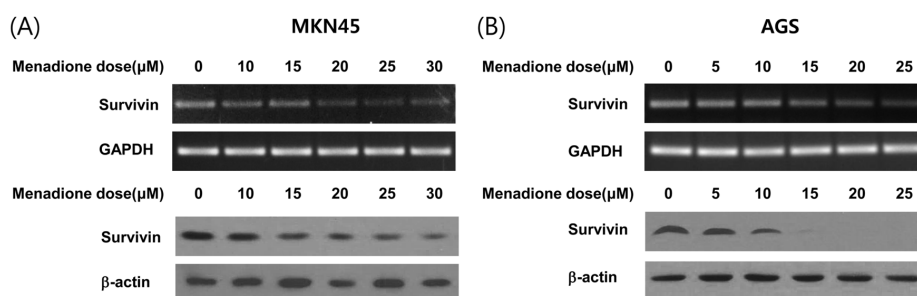 (A) MKN45
Menadione dose(μM) 0 10 15 20 25 30
Survivin
GAPDH
Menadione dose(μM) 0 10 15 20 25 30
Survivin
β-actin
(B) AGS
Menadione dose(μM) 0 5 10 15 20 25
Survivin
GAPDH
Menadione dose(μM) 0 5 10 15 20 25
Survivin
β-actin